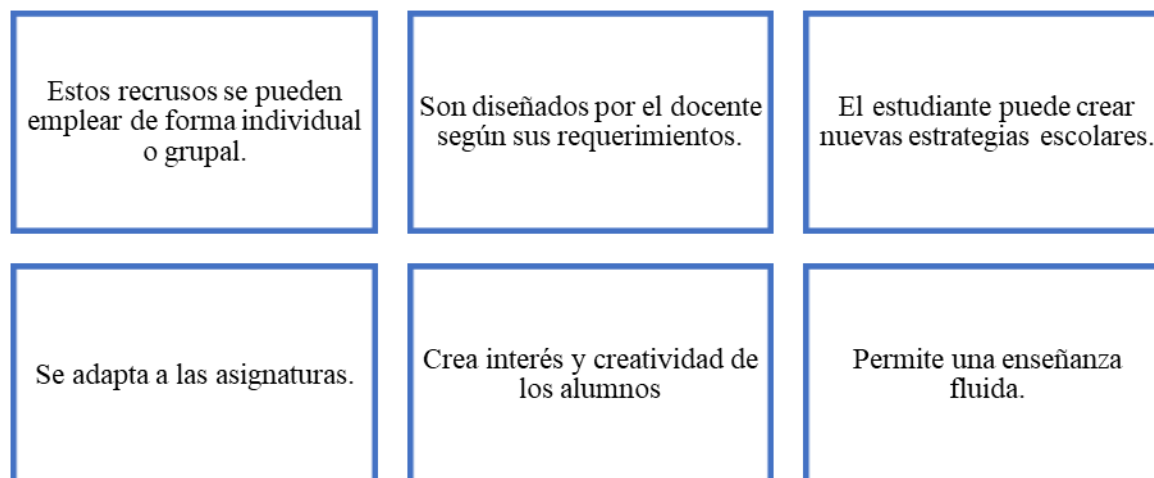 Estos recrusos se pueden
emplear de forma individual
o grupal.
Son diseñados por el docente
según sus requerimientos.
El estudiante puede crear
nuevas estrategias escolares.
Se adapta a las asignaturas.
Crea interés y creatividad de
los alumnos
Permite una enseñanza
fluida.